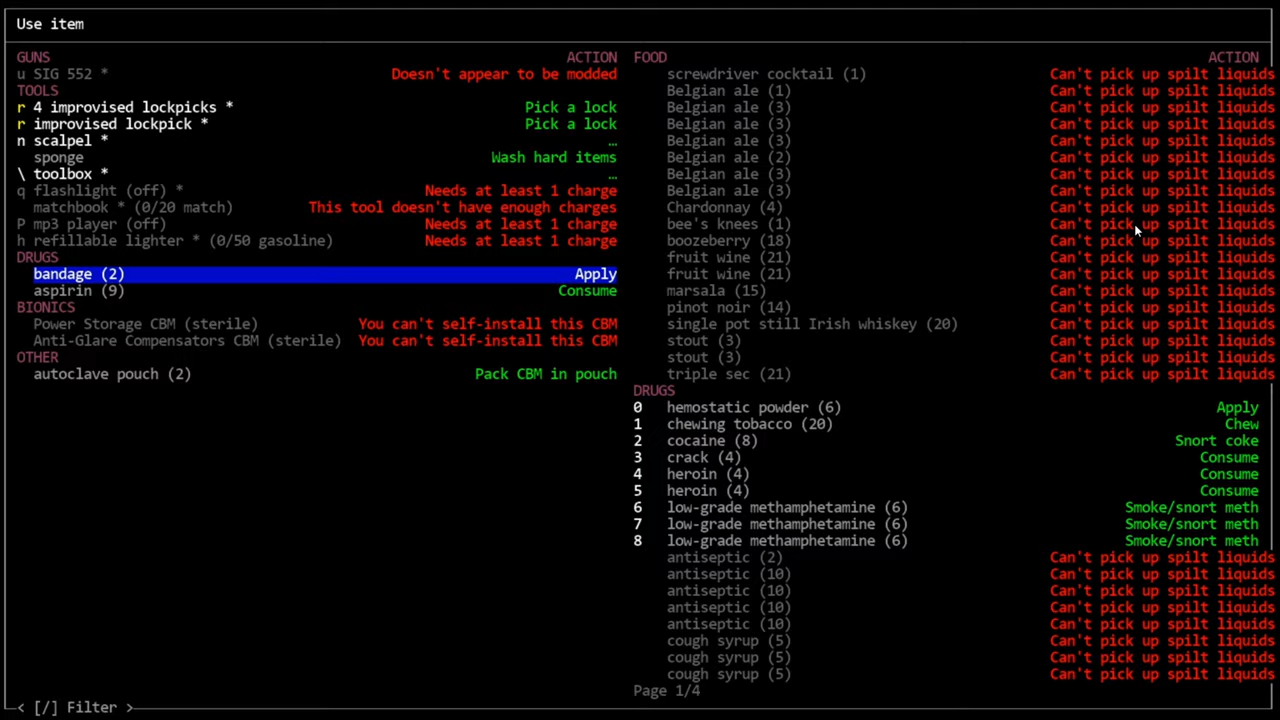 Use item
GUNS ACTION
u SIG 552 * Doesn't appear to be modded
TOOLS
r 4 improvised lockpicks * Pick a lock
r improvised lockpick * Pick a lock
n scalpel * …
sponge Wash hard items
\ toolbox * …
q flashlight (off) * Needs at least 1 charge
matchbook * (0/20 match) This tool doesn't have enough charges
P mp3 player (off) Needs at least 1 charge
h refillable lighter * (0/50 gasoline) Needs at least 1 charge
DRUGS
bandage (2) Apply
aspirin (9) Consume
BIONICS
Power Storage CBM (sterile) You can't self-install this CBM
Anti-Glare Compensators CBM (sterile) You can't self-install this CBM
OTHER
autoclave pouch (2) Pack CBM in pouch
FOOD ACTION
screwdriver cocktail (1) Can't pick up spilt liquids
Belgian ale (1) Can't pick up spilt liquids
Belgian ale (3) Can't pick up spilt liquids
Belgian ale (3) Can't pick up spilt liquids
Belgian ale (3) Can't pick up spilt liquids
Belgian ale (2) Can't pick up spilt liquids
Belgian ale (3) Can't pick up spilt liquids
Belgian ale (3) Can't pick up spilt liquids
Chardonnay (4) Can't pick up spilt liquids
bee's knees (1) Can't pick up spilt liquids
boozeberry (18) Can't pick up spilt liquids
fruit wine (21) Can't pick up spilt liquids
fruit wine (21) Can't pick up spilt liquids
marsala (15) Can't pick up spilt liquids
pinot noir (14) Can't pick up spilt liquids
single pot still Irish whiskey (20) Can't pick up spilt liquids
stout (3) Can't pick up spilt liquids
stout (3) Can't pick up spilt liquids
triple sec (21) Can't pick up spilt liquids
DRUGS
0 hemostatic powder (6) Apply
1 chewing tobacco (20) Chew
2 cocaine (8) Snort coke
3 crack (4) Consume
4 heroin (4) Consume
5 heroin (4) Consume
6 low-grade methamphetamine (6) Smoke/snort meth
7 low-grade methamphetamine (6) Smoke/snort meth
8 low-grade methamphetamine (6) Smoke/snort meth
antiseptic (2) Can't pick up spilt liquids
antiseptic (10) Can't pick up spilt liquids
antiseptic (10) Can't pick up spilt liquids
antiseptic (10) Can't pick up spilt liquids
antiseptic (10) Can't pick up spilt liquids
cough syrup (5) Can't pick up spilt liquids
cough syrup (5) Can't pick up spilt liquids
cough syrup (5) Can't pick up spilt liquids
Page 1/4
< [/] Filter >